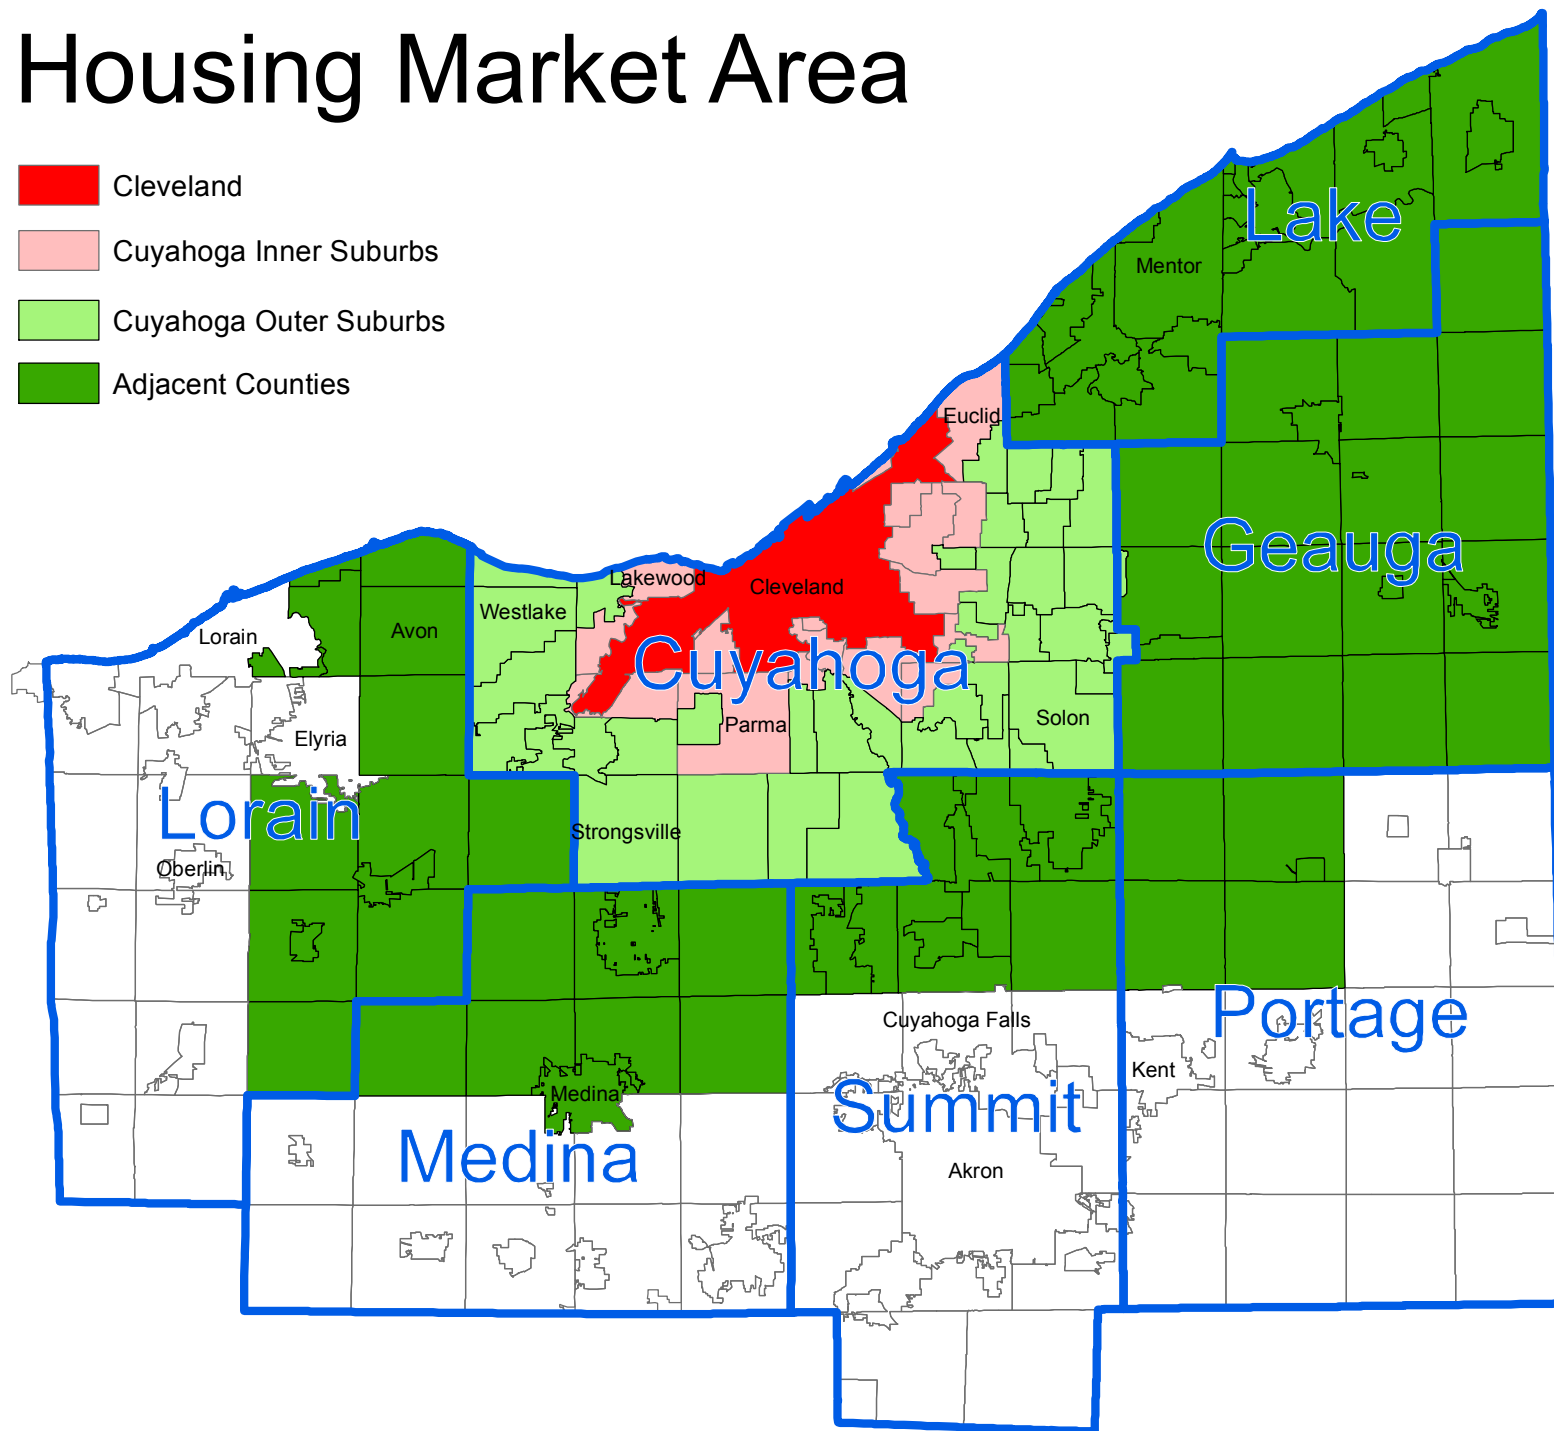 Housing Market Area
Cleveland
Cuyahoga Inner Suburbs
Cuyahoga Outer Suburbs
Adjacent Counties
Lake
Mentor
Euclid
Geauga
Lakewood
Cleveland
Westlake
Avon
Lorain
Cuyahoga
Solon
Parma
Elyria
Lorain
Strongsville
Oberlin
Portage
Cuyahoga Falls
Kent
Medina
Summit
Medina
Akron